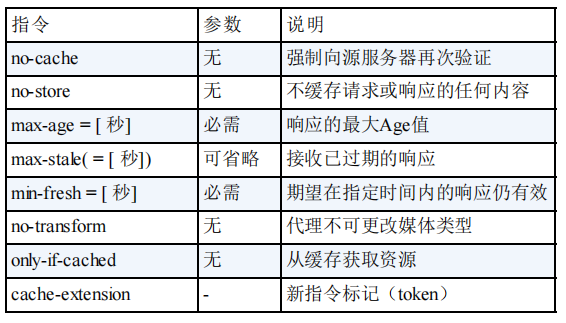 指令 参数 说明
no-cache 无 强制向源服务器再次验证
no-store 无 不缓存请求或响应的任何内容
max-age = [ 秒] 必需 响应的最大Age值
max-stale( = [ 秒]) 可省略 接收已过期的响应
min-fresh = [ 秒] 必需 期望在指定时间内的响应仍有效
no-transform 无 代理不可更改媒体类型
only-if-cached 无 从缓存获取资源
cache-extension - 新指令标记（token）